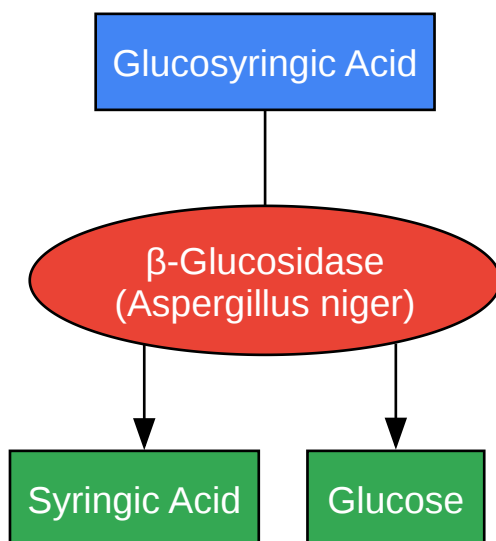 Glucosyringic Acid
β-Glucosidase
(Aspergillus niger)
Syringic Acid
Glucose